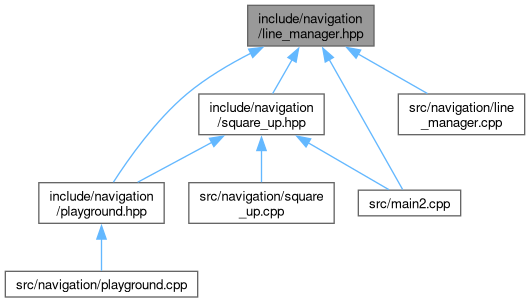 include/navigation
/line_manager.hpp
include/navigation
/square_up.hpp
src/navigation/line
_manager.cpp
include/navigation
/playground.hpp
src/navigation/square
_up.cpp
src/main2.cpp
src/navigation/playground.cpp